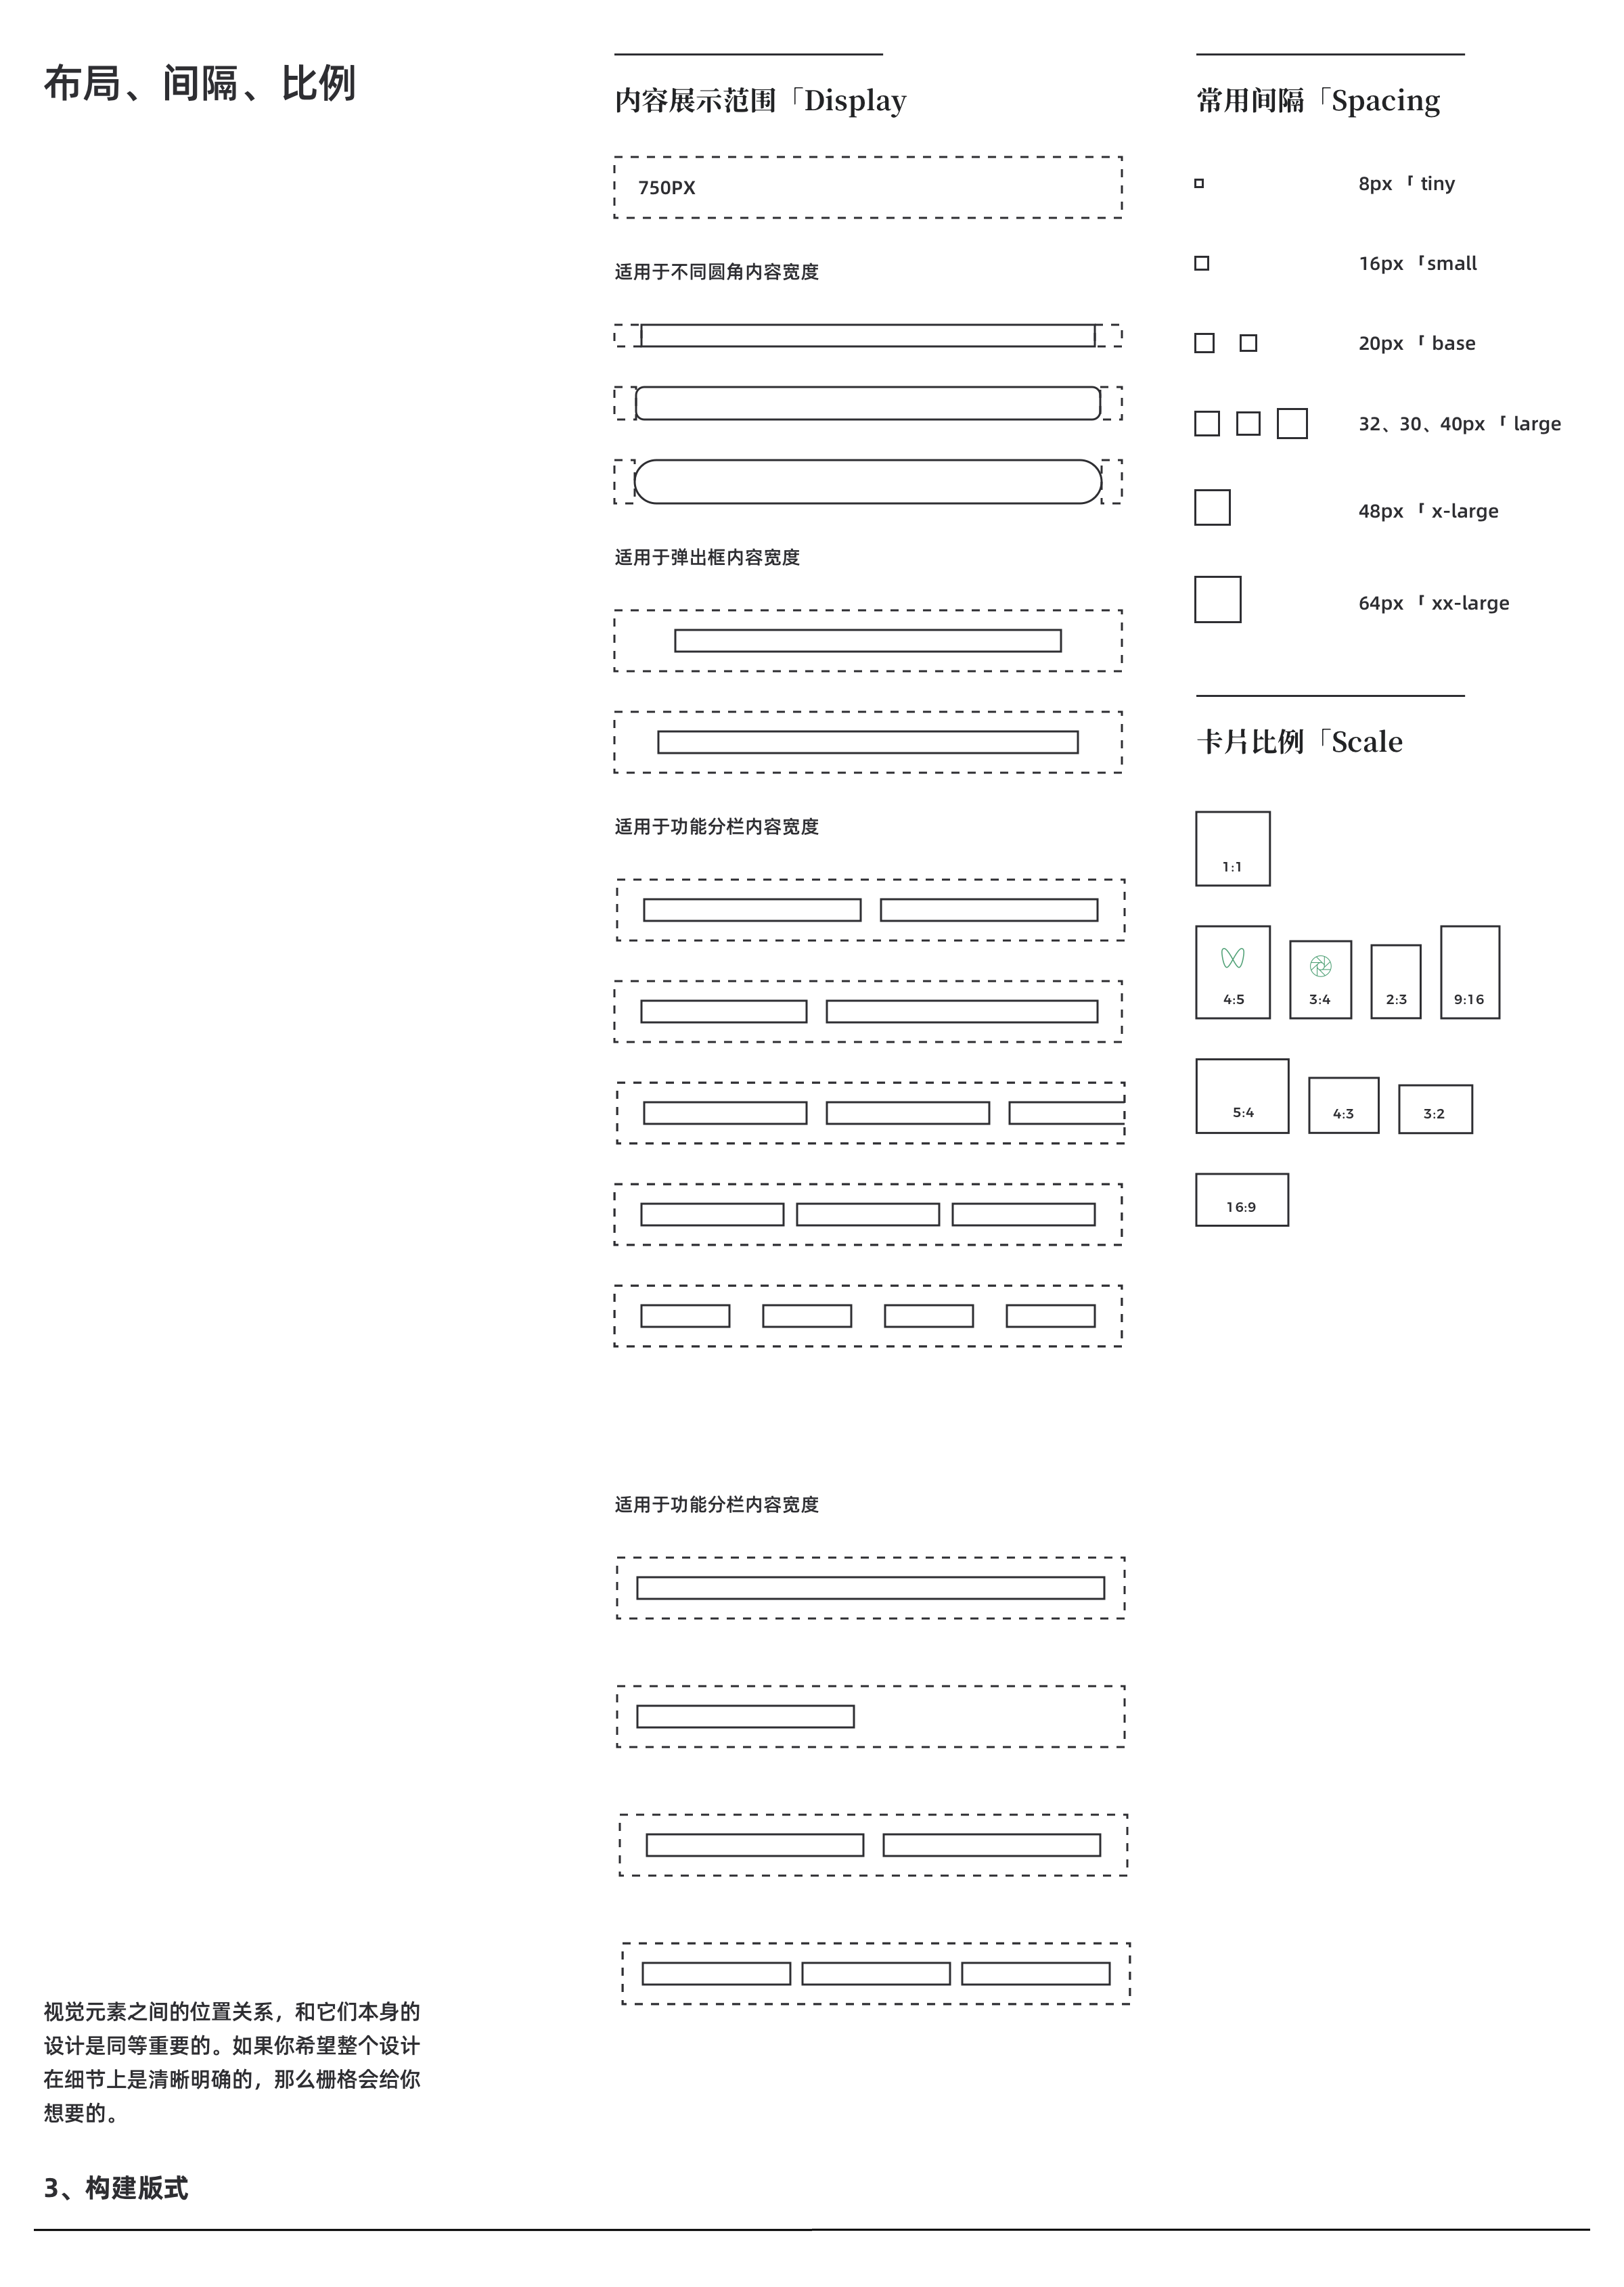 布局、间隔、比例
内容展示范围「Display
750PX
适用于不同圆角内容宽度
适用于弹出框内容宽度
适用于功能分栏内容宽度
适用于功能分栏内容宽度
常用间隔「Spacing
8px 「 tiny
16px 「small
20px 「 base
32、30、40px 「 large
48px 「 x-large
64px 「 xx-large
卡片比例「Scale
1:1
4:5 3:4 2:3 9:16
5:4 4:3 3:2
16:9
视觉元素之间的位置关系，和它们本身的
设计是同等重要的。如果你希望整个设计
在细节上是清晰明确的，那么栅格会给你
想要的。
3、构建版式